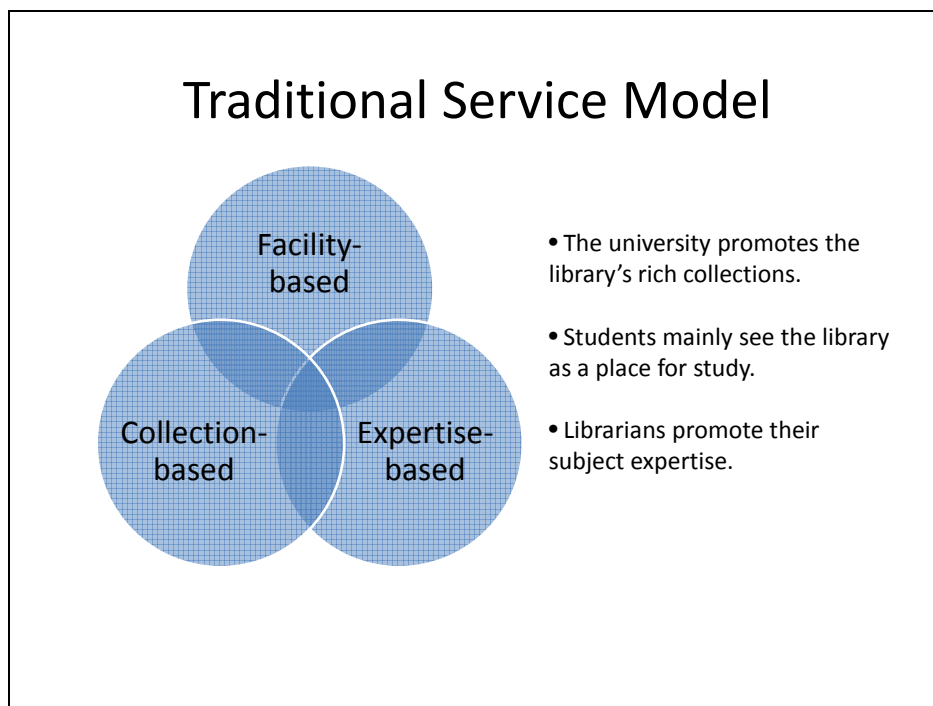 Traditional Service Model
Facility-
based
Collection-
based
Expertise-
based
• The university promotes the
library’s rich collections.
• Students mainly see the library
as a place for study.
• Librarians promote their
subject expertise.